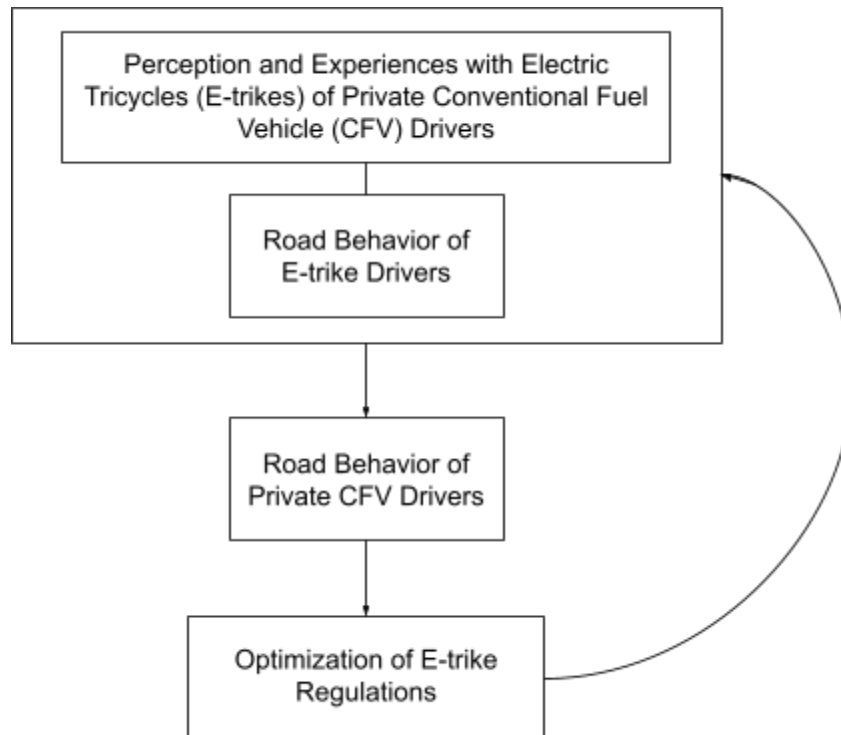 Perception and Experiences with Electric
Tricycles (E-trikes) of Private Conventional Fuel
Vehicle (CFV) Drivers
Road Behavior of
E-trike Drivers
Road Behavior of
Private CFV Drivers
Optimization of E-trike
Regulations